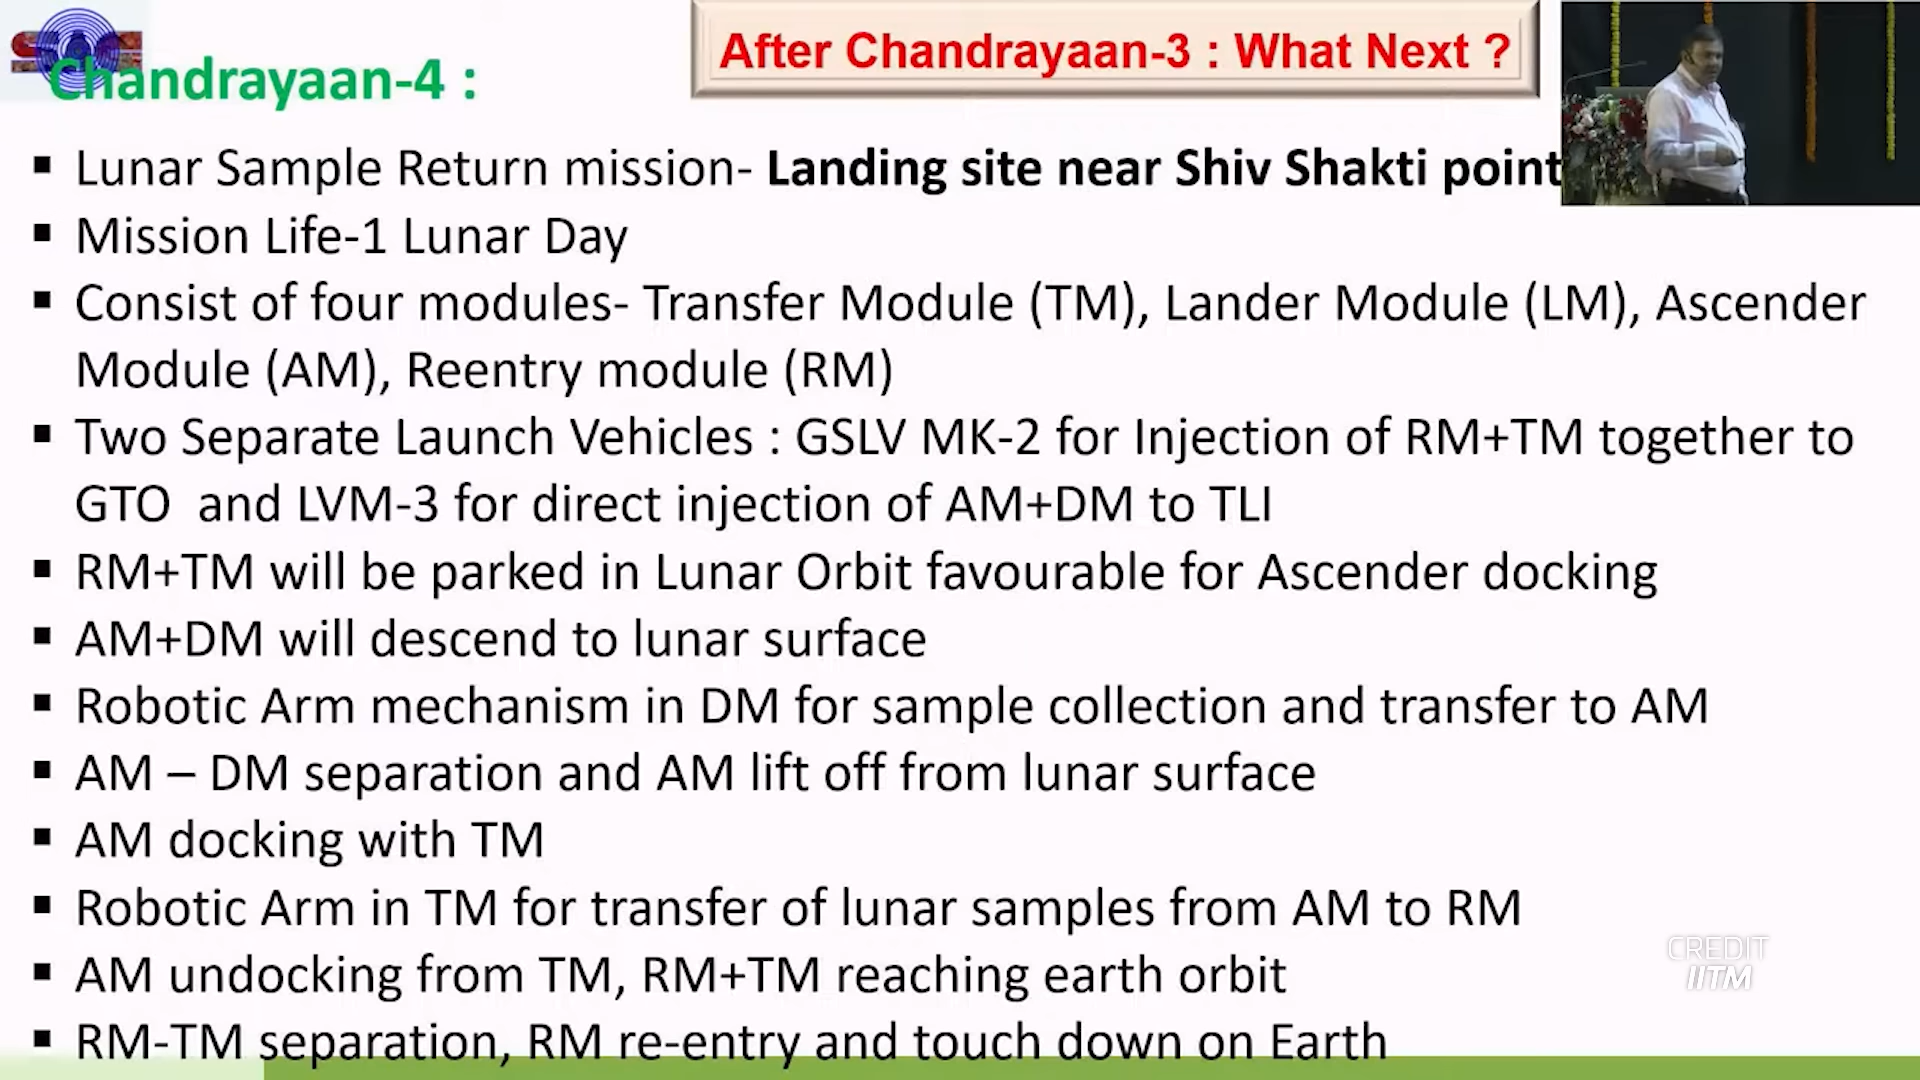 After Chandrayaan-3 : What Next ?
Chandrayaan-4 :
▪ Lunar Sample Return mission- Landing site near Shiv Shakti point
▪ Mission Life-1 Lunar Day
▪ Consist of four modules- Transfer Module (TM), Lander Module (LM), Ascender
Module (AM), Reentry module (RM)
▪ Two Separate Launch Vehicles : GSLV MK-2 for Injection of RM+TM together to
GTO and LVM-3 for direct injection of AM+DM to TLI
▪ RM+TM will be parked in Lunar Orbit favourable for Ascender docking
▪ AM+DM will descend to lunar surface
▪ Robotic Arm mechanism in DM for sample collection and transfer to AM
▪ AM – DM separation and AM lift off from lunar surface
▪ AM docking with TM
▪ Robotic Arm in TM for transfer of lunar samples from AM to RM
▪ AM undocking from TM, RM+TM reaching earth orbit
▪ RM-TM separation, RM re-entry and touch down on Earth
CREDIT
IITM